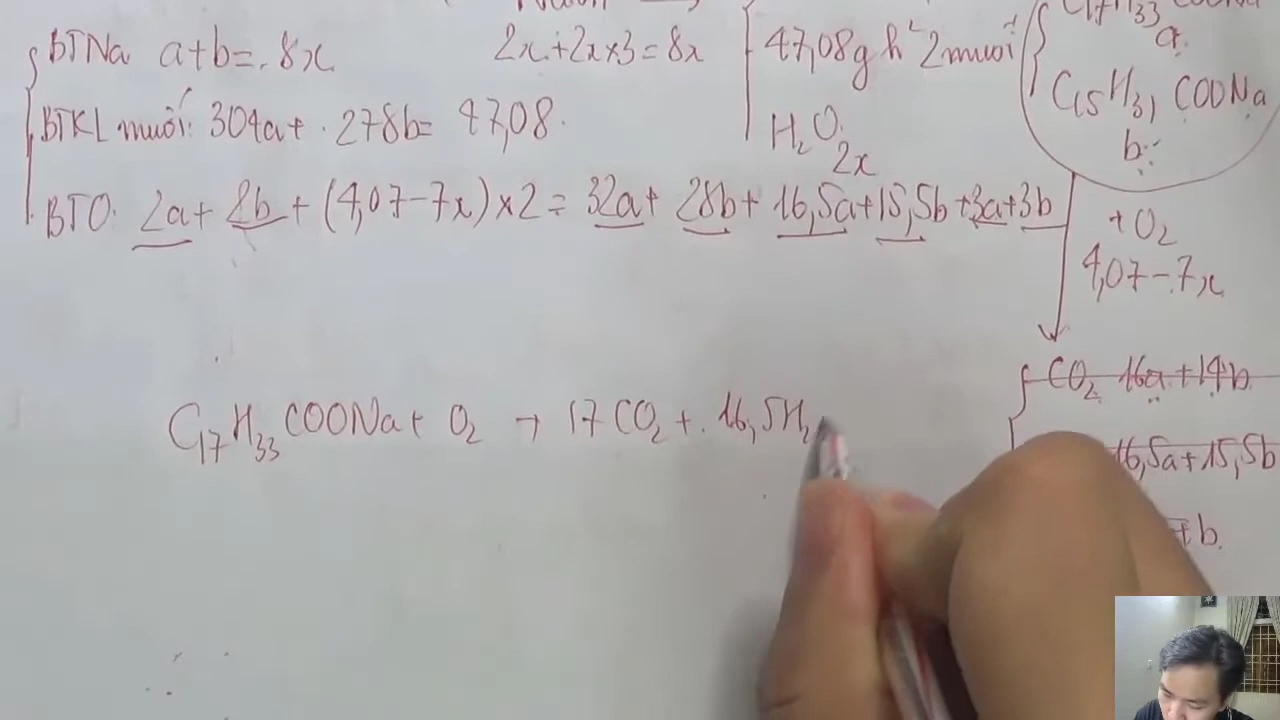 BTNa a+b=8x
BTKL muối: 304a+278b= 47,08
BTO: 2a+2b+(4,07-7x)×2=32a+28b+16,5a+15,5b+3a+3b
2x+2x×3=8x
47,08g h² 2 muối
H₂O
2x
a
C₁₅H₃₁COONa
b
+O₂
4,07-7x
CO₂ 16a+14b
16,5a+15,5b
+b
C₁₇H₃₃COONa+ O₂ → 17CO₂+ 16,5H₂